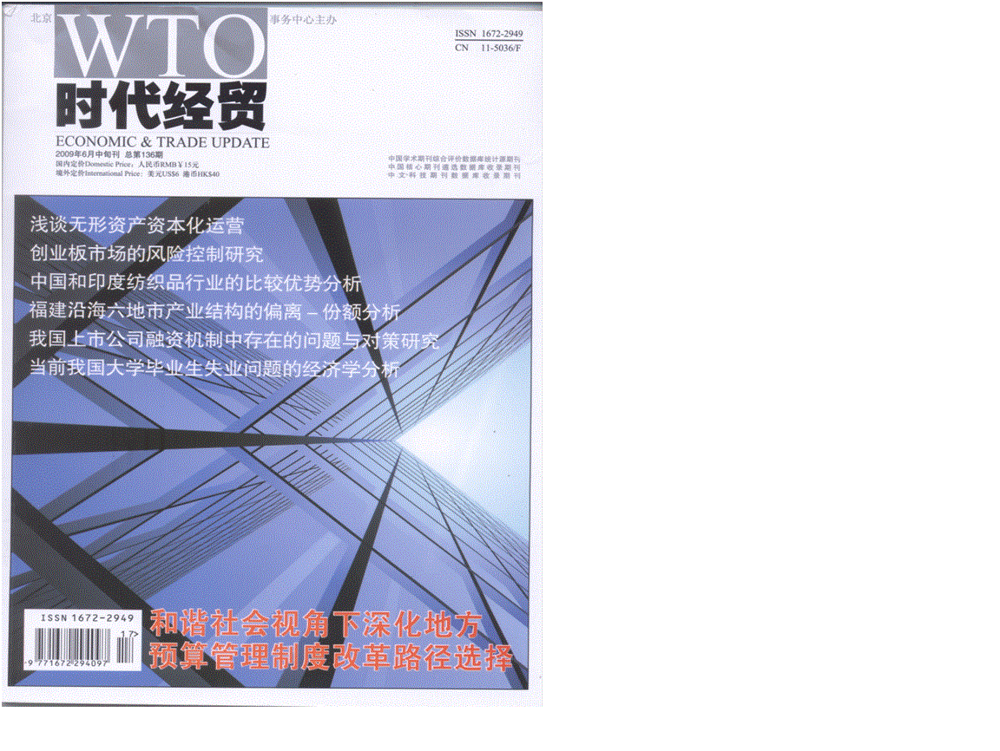 北京 WTO 事务中心主办
时代经贸
ECONOMIC & TRADE UPDATE
2009年6月中旬刊 总第136期
国内定价Domestic Price：人民币RMB￥15元
境外定价International Price：美元US$6 港币HK$40
ISSN 1672-2949
CN 11-5036/F
中国学术期刊综合评价数据库统计源期刊
中国核心期刊遴选数据库收录期刊
中文科技期刊数据库收录期刊
浅谈无形资产资本化运营
创业板市场的风险控制研究
中国和印度纺织品行业的比较优势分析
福建沿海六地市产业结构的偏离－份额分析
我国上市公司融资机制中存在的问题与对策研究
当前我国大学毕业生失业问题的经济学分析
ISSN 1672-2949
17>
9 771672 294097
和谐社会视角下深化地方
预算管理制度改革路径选择